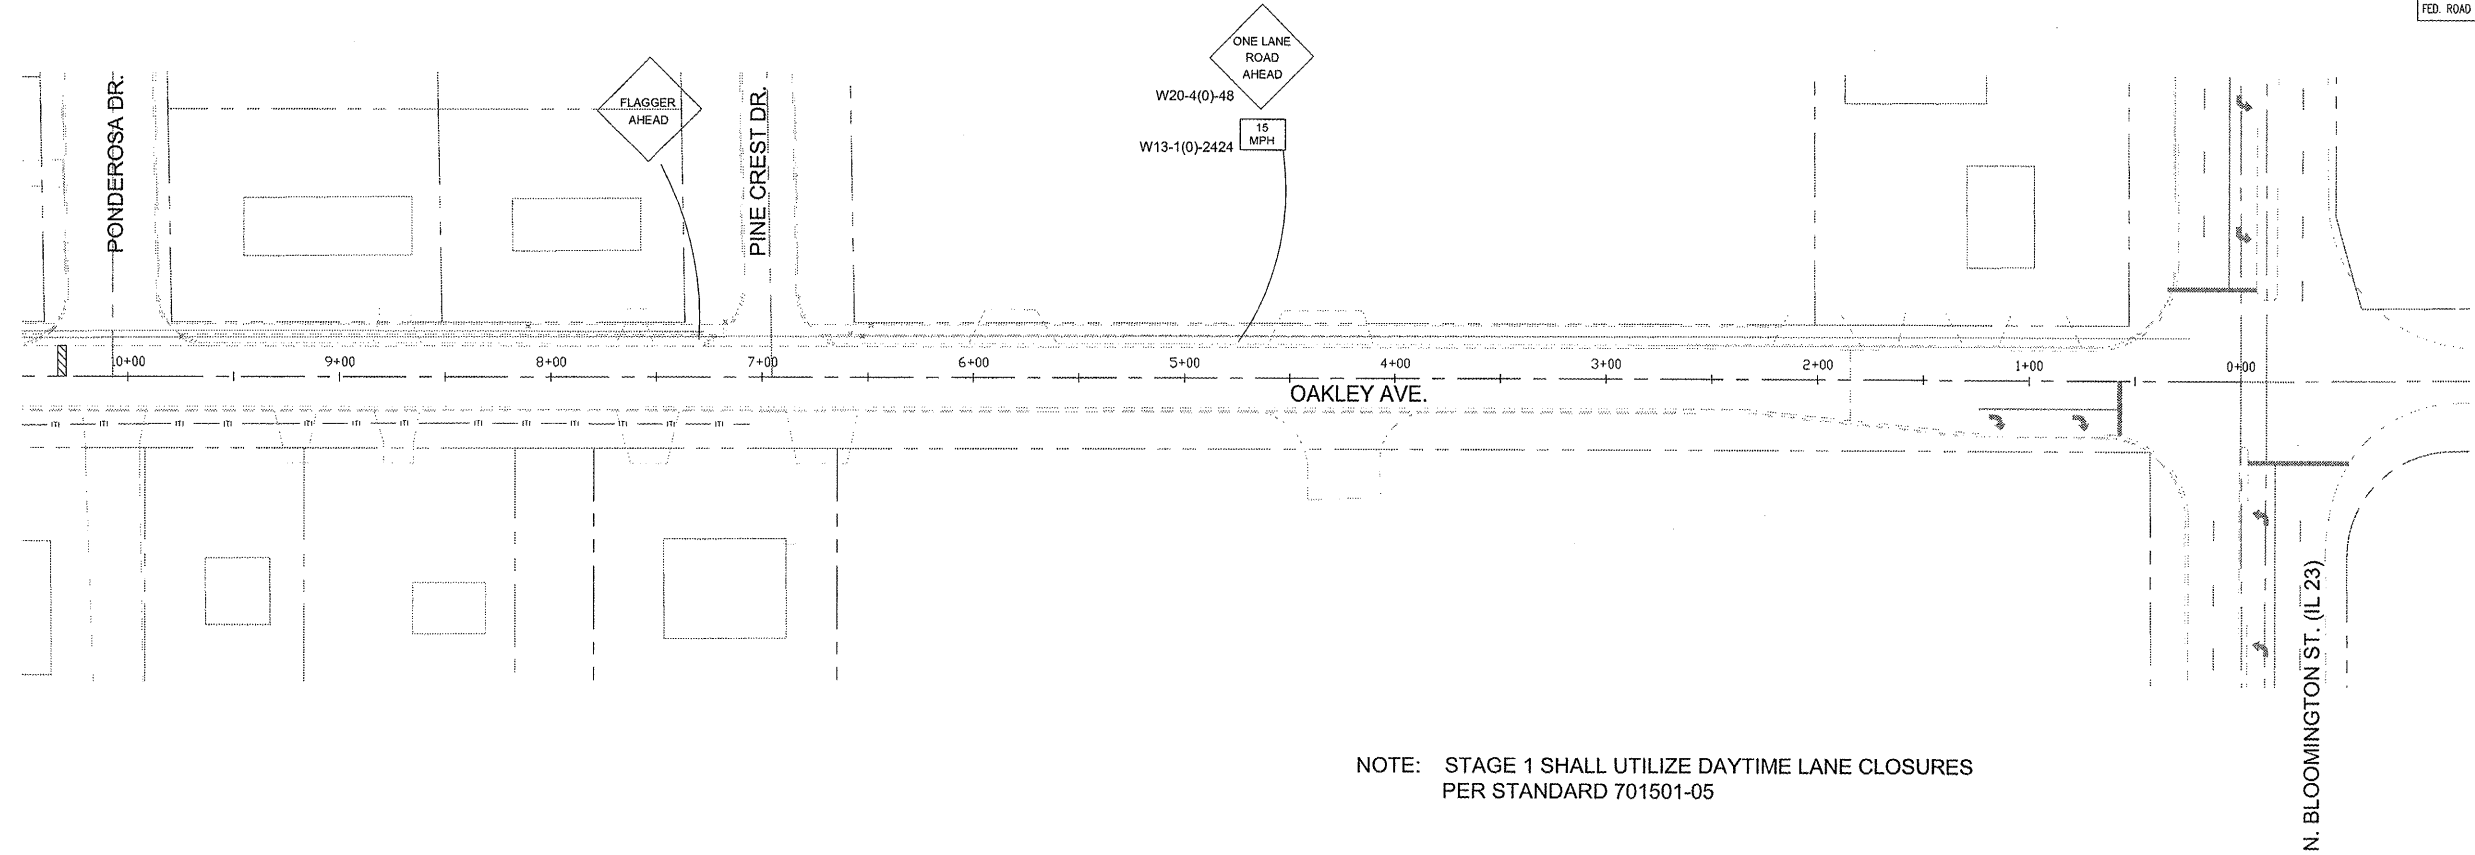 FED. ROAD
ONE LANE
ROAD
AHEAD
W20-4(0)-48
15
MPH
W13-1(0)-2424
FLAGGER
AHEAD
PONDEROSA DR.
PINE CREST DR.
10+00
9+00
8+00
7+00
6+00
5+00
4+00
3+00
2+00
1+00
0+00
OAKLEY AVE.
N. BLOOMINGTON ST. (IL 23)
NOTE: STAGE 1 SHALL UTILIZE DAYTIME LANE CLOSURES
PER STANDARD 701501-05